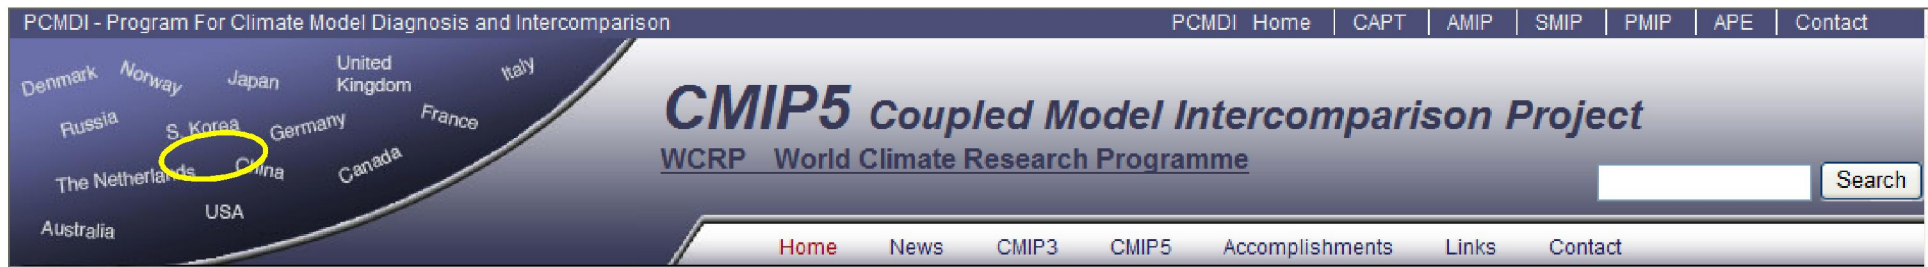 PCMDI - Program For Climate Model Diagnosis and Intercomparison
PCMDI Home | CAPT | AMIP | SMIP | PMIP | APE | Contact
Denmark
Norway
Japan
United
Kingdom
Italy
Russia
S. Korea
Germany
France
The Netherlands
China
Canada
USA
Australia
CMIP5 Coupled Model Intercomparison Project
WCRP World Climate Research Programme
Search
Home News CMIP3 CMIP5 Accomplishments Links Contact